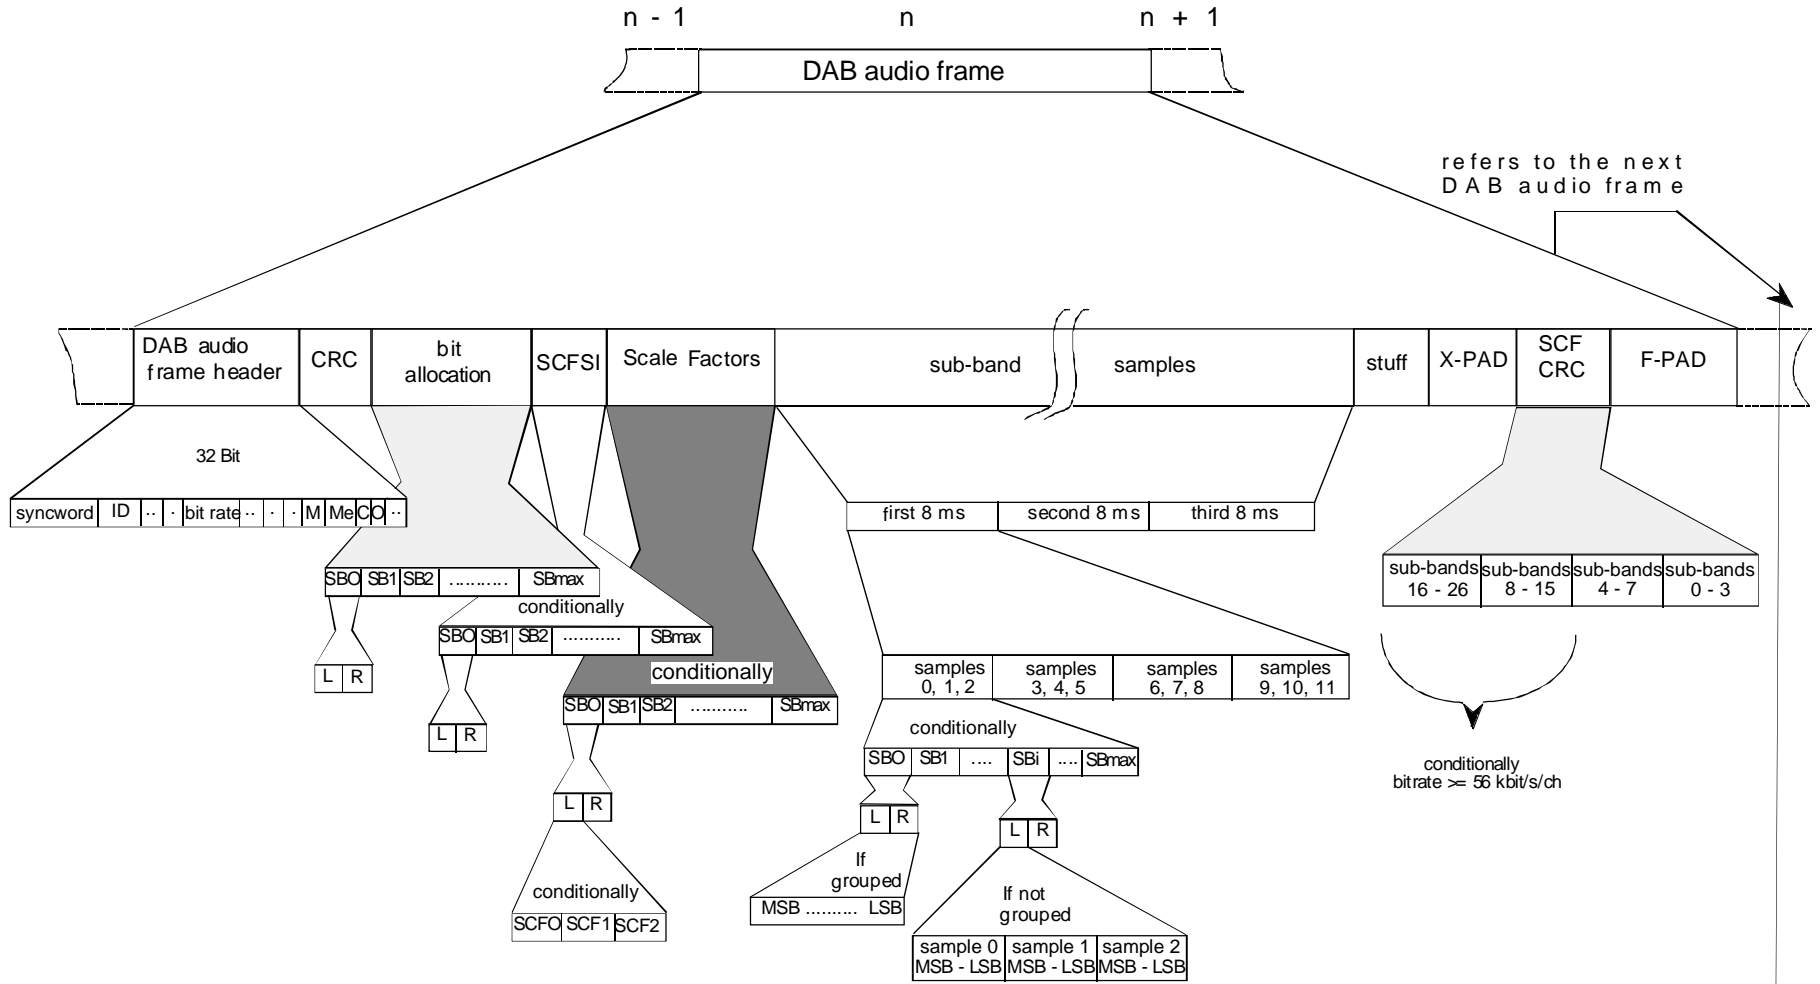 n - 1 n n + 1
DAB audio frame
refers to the next
DAB audio frame
DAB audio
frame header
CRC
bit
allocation
SCFSI
Scale Factors
sub-band samples
stuff
X-PAD
SCF
CRC
F-PAD
32 Bit
syncword ID .. . bit rate .. . . M Me CO ..
first 8 ms second 8 ms third 8 ms
SBO SB1 SB2 ........... SBmax
conditionally
SBO SB1 SB2 ........... SBmax
L R
conditionally
SBO SB1 SB2 ........... SBmax
L R
L R
conditionally
SCFO SCF1 SCF2
samples
0, 1, 2
samples
3, 4, 5
samples
6, 7, 8
samples
9, 10, 11
conditionally
SBO SB1 .... SBi .... SBmax
L R
L R
If
grouped
MSB .......... LSB
If not
grouped
sample 0
MSB - LSB
sample 1
MSB - LSB
sample 2
MSB - LSB
sub-bands
16 - 26
sub-bands
8 - 15
sub-bands
4 - 7
sub-bands
0 - 3
conditionally
bitrate >= 56 kbit/s/ch